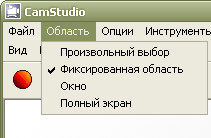 CamStudio
Файл Область Опции Инструменты
Вид
Произвольный выбор
Фиксированная область
Окно
Полный экран